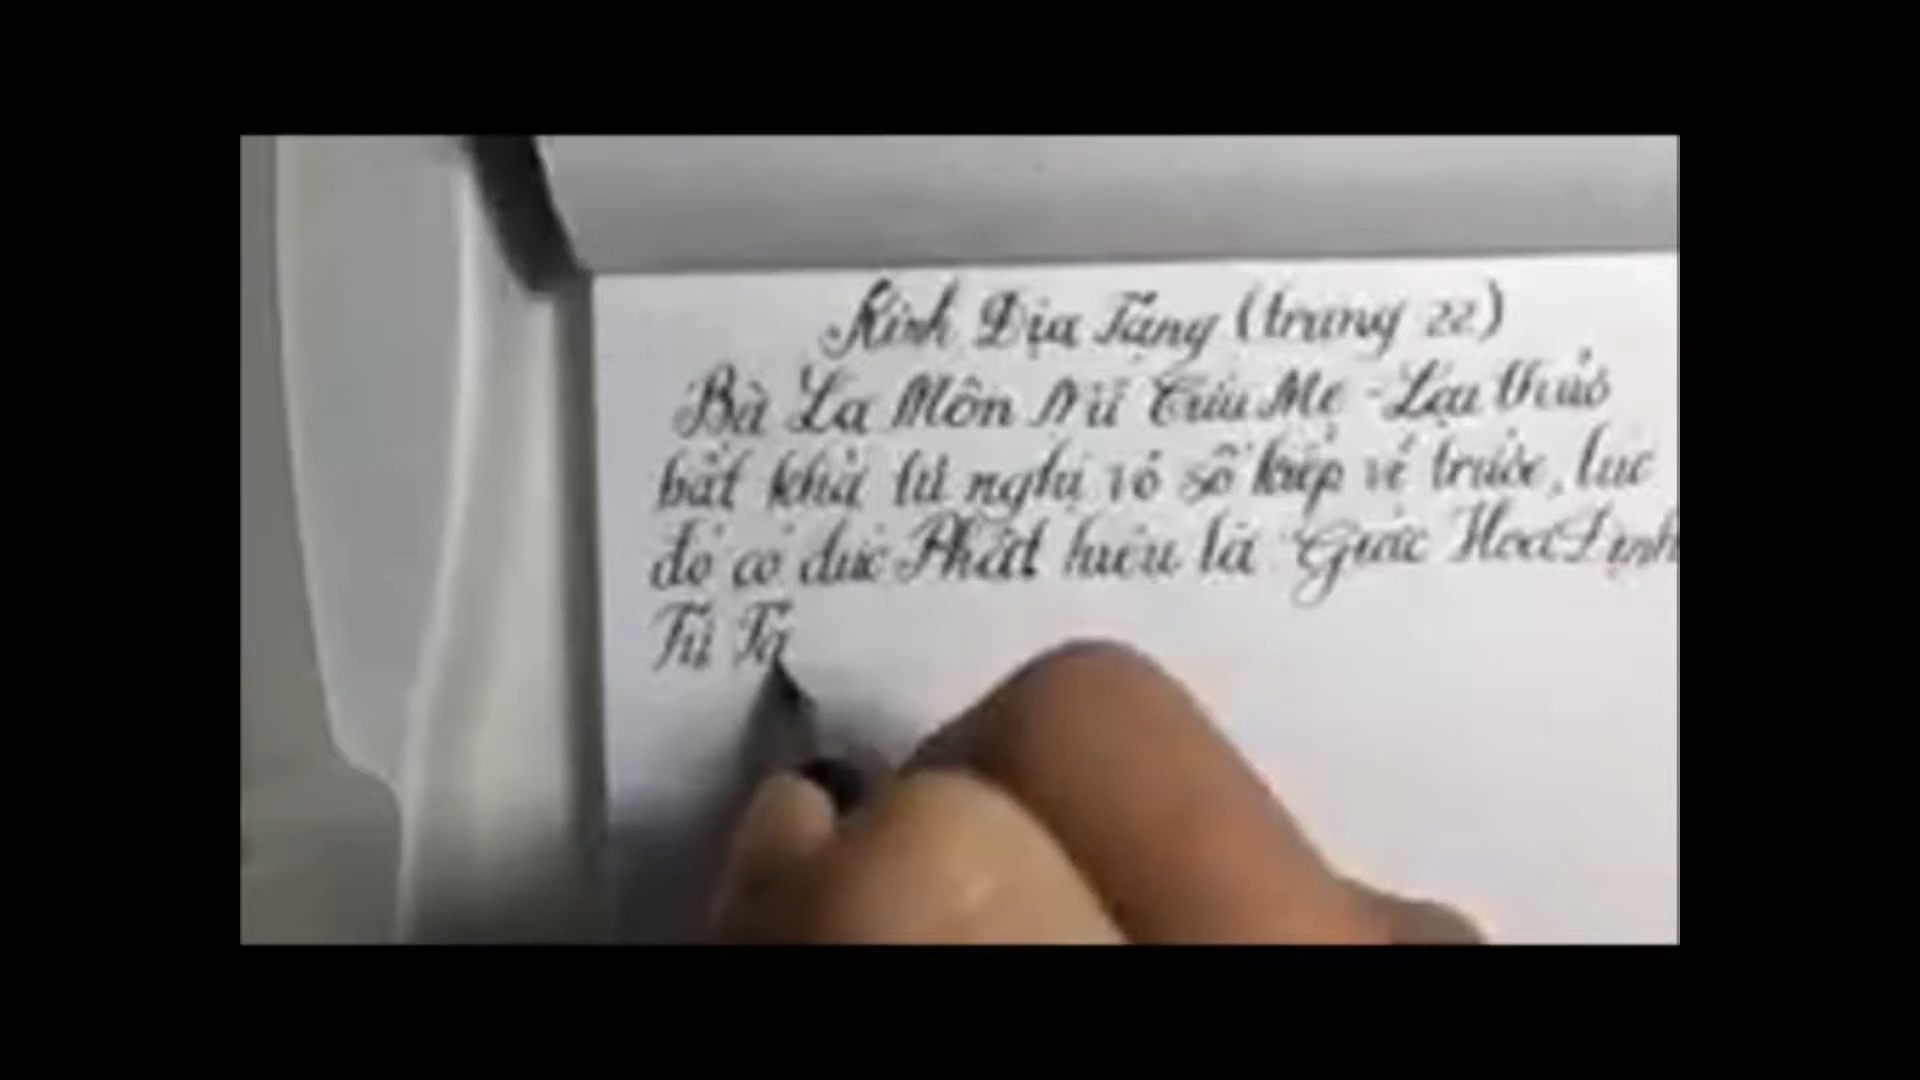 Kinh Địa Tạng (trang 22)
Bà La Môn Nữ Cứu Mẹ - Lại thuở
bất khả tư nghị vô số kiếp về trước, lúc
đó có đức Phật hiệu là "Giác Hoa Định
Tự Tạ